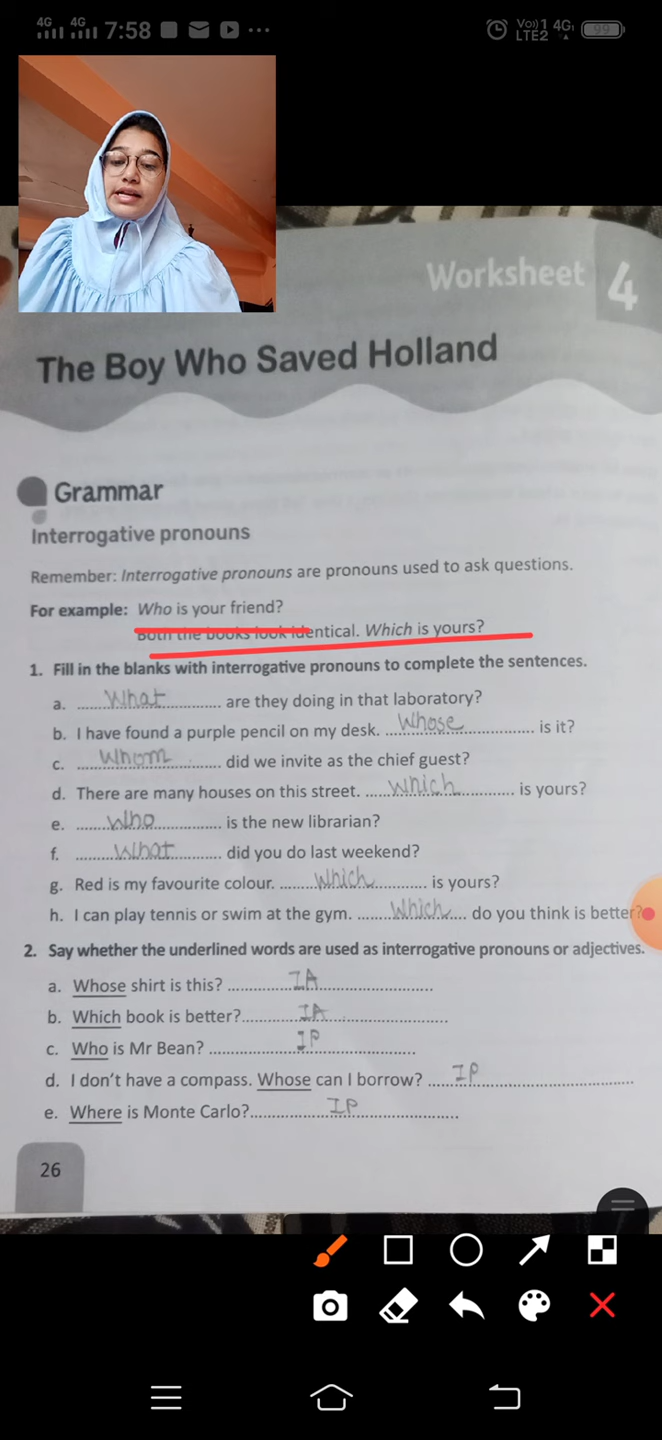 4G 4G 7:58 Vo)) 1 4G
LTE2 99
Worksheet 4
The Boy Who Saved Holland
Grammar
Interrogative pronouns
Remember: Interrogative pronouns are pronouns used to ask questions.
For example: Who is your friend?
Both the books look identical. Which is yours?
1. Fill in the blanks with interrogative pronouns to complete the sentences.
a. What are they doing in that laboratory?
b. I have found a purple pencil on my desk. Whose is it?
c. Whom did we invite as the chief guest?
d. There are many houses on this street. Which is yours?
e. Who is the new librarian?
f. What did you do last weekend?
g. Red is my favourite colour. Which is yours?
h. I can play tennis or swim at the gym. Which do you think is better?
2. Say whether the underlined words are used as interrogative pronouns or adjectives.
a. Whose shirt is this? IA
b. Which book is better? IA
c. Who is Mr Bean? IP
d. I don't have a compass. Whose can I borrow? IP
e. Where is Monte Carlo? IP
26